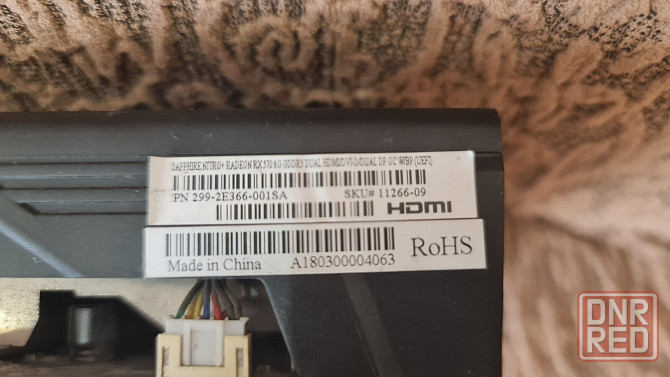 SAPPHIRE NITRO+ RADEON RX 570 8G GDDR5 DUAL HDMI/DVI-D/DUAL DP OC W/BP (UEFI)
PN 299-2E366-001SA SKU# 11266-09
HDMI
Made in China A180300004063 RoHS
DNR
RED